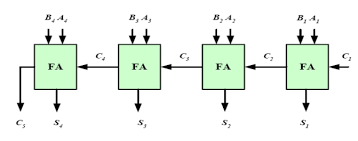 B₄ A₄ B₃ A₃ B₂ A₂ B₁ A₁
FA C₄ FA C₃ FA C₂ FA C₁
C₅ S₄ S₃ S₂ S₁